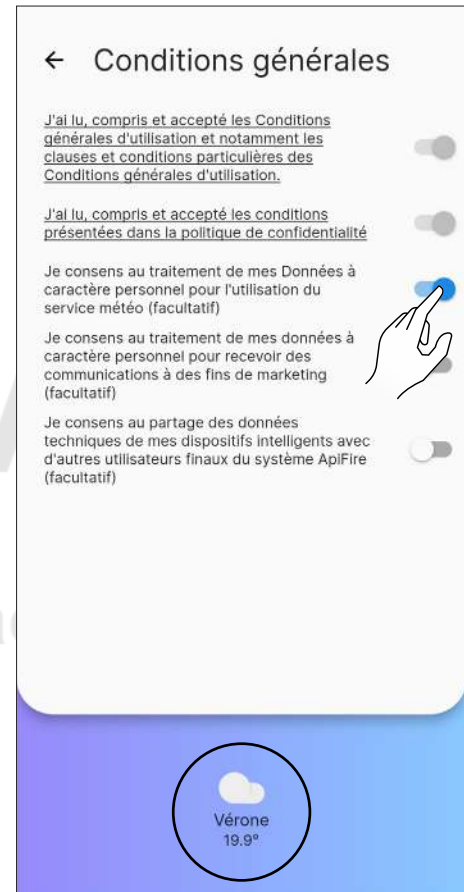 Conditions générales
J'ai lu, compris et accepté les Conditions
générales d'utilisation et notamment les
clauses et conditions particulières des
Conditions générales d'utilisation.
J'ai lu, compris et accepté les conditions
présentées dans la politique de confidentialité
Je consens au traitement de mes Données à
caractère personnel pour l'utilisation du
service météo (facultatif)
Je consens au traitement de mes données à
caractère personnel pour recevoir des
communications à des fins de marketing
(facultatif)
Je consens au partage des données
techniques de mes dispositifs intelligents avec
d'autres utilisateurs finaux du système ApiFire
(facultatif)
Vérone
19.9°